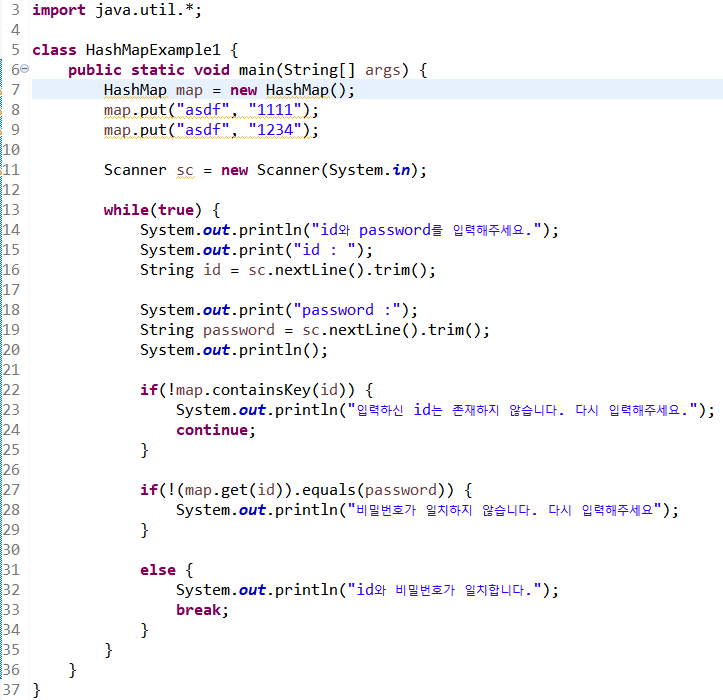 3 import java.util.*;
4
5 class HashMapExample1 {
6 public static void main(String[] args) {
7 HashMap map = new HashMap();
8 map.put("asdf", "1111");
9 map.put("asdf", "1234");
10
11 Scanner sc = new Scanner(System.in);
12
13 while(true) {
14 System.out.println("id와 password를 입력해주세요.");
15 System.out.print("id : ");
16 String id = sc.nextLine().trim();
17
18 System.out.print("password :");
19 String password = sc.nextLine().trim();
20 System.out.println();
21
22 if(!map.containsKey(id)) {
23 System.out.println("입력하신 id는 존재하지 않습니다. 다시 입력해주세요.");
24 continue;
25 }
26
27 if(!(map.get(id)).equals(password)) {
28 System.out.println("비밀번호가 일치하지 않습니다. 다시 입력해주세요");
29 }
30
31 else {
32 System.out.println("id와 비밀번호가 일치합니다.");
33 break;
34 }
35 }
36 }
37 }